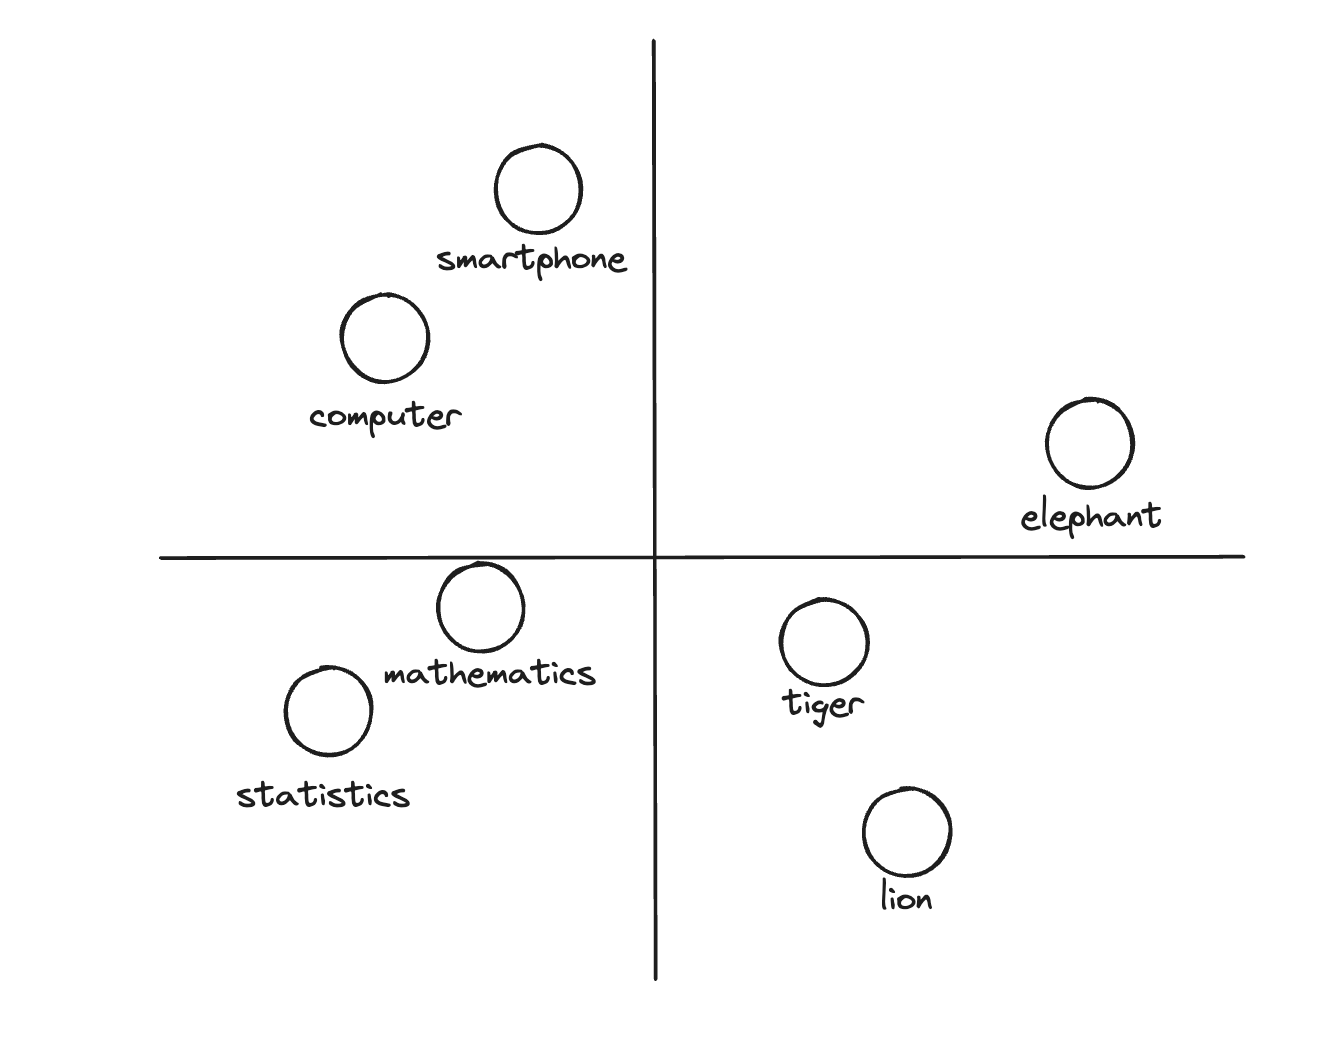 smartphone
computer
elephant
mathematics
tiger
statistics
lion